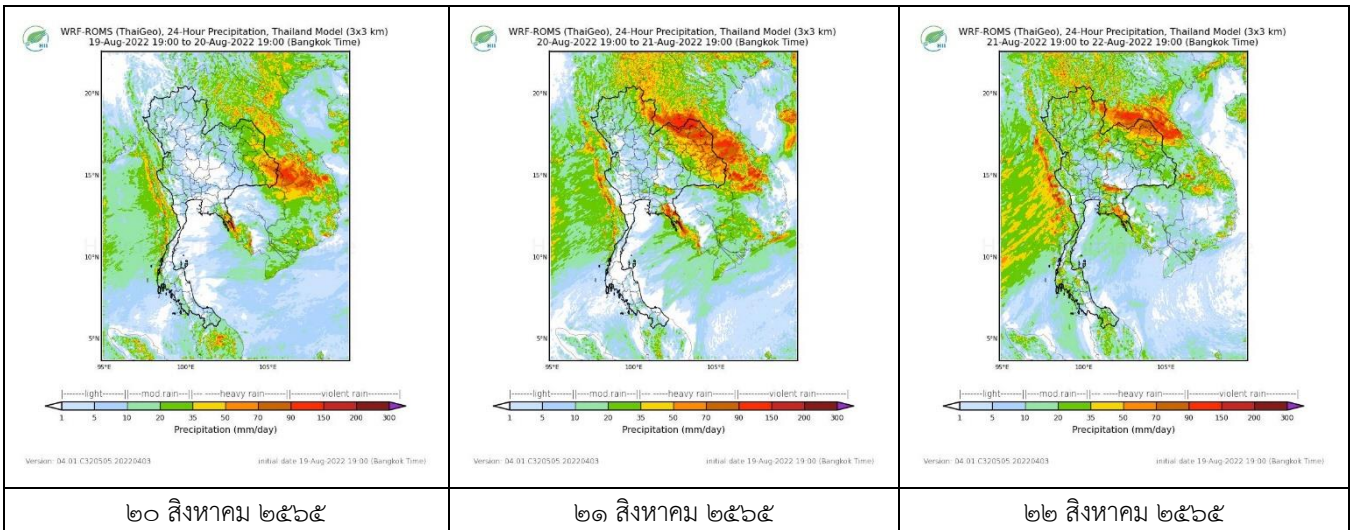 WRF-ROMS (ThaiGeo), 24-Hour Precipitation, Thailand Model (3x3 km)
19-Aug-2022 19:00 to 20-Aug-2022 19:00 (Bangkok Time)
HII
20°N
15°N
10°N
5°N
95°E 100°E 105°E
|-------light------||---mod rain---||--- ----heavy rain----||------violent rain-------|
1 5 10 20 35 50 70 90 150 200 300
Precipitation (mm/day)
Version: 04.01.C320505.20220403 initial date 19-Aug-2022 19:00 (Bangkok Time)
๒๐ สิงหาคม ๒๕๖๕
WRF-ROMS (ThaiGeo), 24-Hour Precipitation, Thailand Model (3x3 km)
20-Aug-2022 19:00 to 21-Aug-2022 19:00 (Bangkok Time)
HII
20°N
15°N
10°N
5°N
95°E 100°E 105°E
|-------light------||---mod rain---||--- ----heavy rain----||------violent rain-------|
1 5 10 20 35 50 70 90 150 200 300
Precipitation (mm/day)
Version: 04.01.C320505.20220403 initial date 19-Aug-2022 19:00 (Bangkok Time)
๒๑ สิงหาคม ๒๕๖๕
WRF-ROMS (ThaiGeo), 24-Hour Precipitation, Thailand Model (3x3 km)
21-Aug-2022 19:00 to 22-Aug-2022 19:00 (Bangkok Time)
HII
20°N
15°N
10°N
5°N
95°E 100°E 105°E
|-------light------||---mod rain---||--- ----heavy rain----||------violent rain-------|
1 5 10 20 35 50 70 90 150 200 300
Precipitation (mm/day)
Version: 04.01.C320505.20220403 initial date 19-Aug-2022 19:00 (Bangkok Time)
๒๒ สิงหาคม ๒๕๖๕